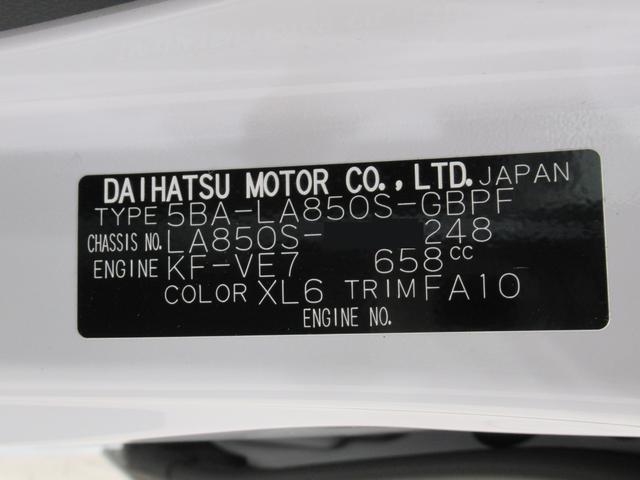 DAIHATSU MOTOR CO., LTD. JAPAN
TYPE 5BA-LA850S-GBPF
CHASSIS NO. LA850S- 248
ENGINE KF-VE7 658cc
COLOR XL6 TRIM FA10
ENGINE NO.